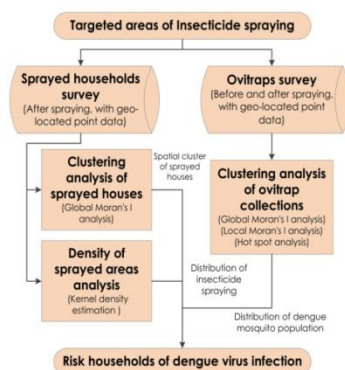 Targeted areas of Insecticide spraying
Sprayed households
survey
(After spraying, with geo-
located point data)
Ovitraps survey
(Before and after spraying,
with geo-located point
data)
Clustering
analysis of
sprayed houses
(Global Moran's I
analysis)
Spatial cluster
of sprayed
houses
Clustering analysis
of ovitrap
collections
(Global Moran's I analysis)
(Local Moran's I analysis)
(Hot spot analysis)
Density of
sprayed areas
analysis
(Kernel density
estimation )
Distribution of
insecticide
spraying
Distribution of dengue
mosquito population
Risk households of dengue virus infection